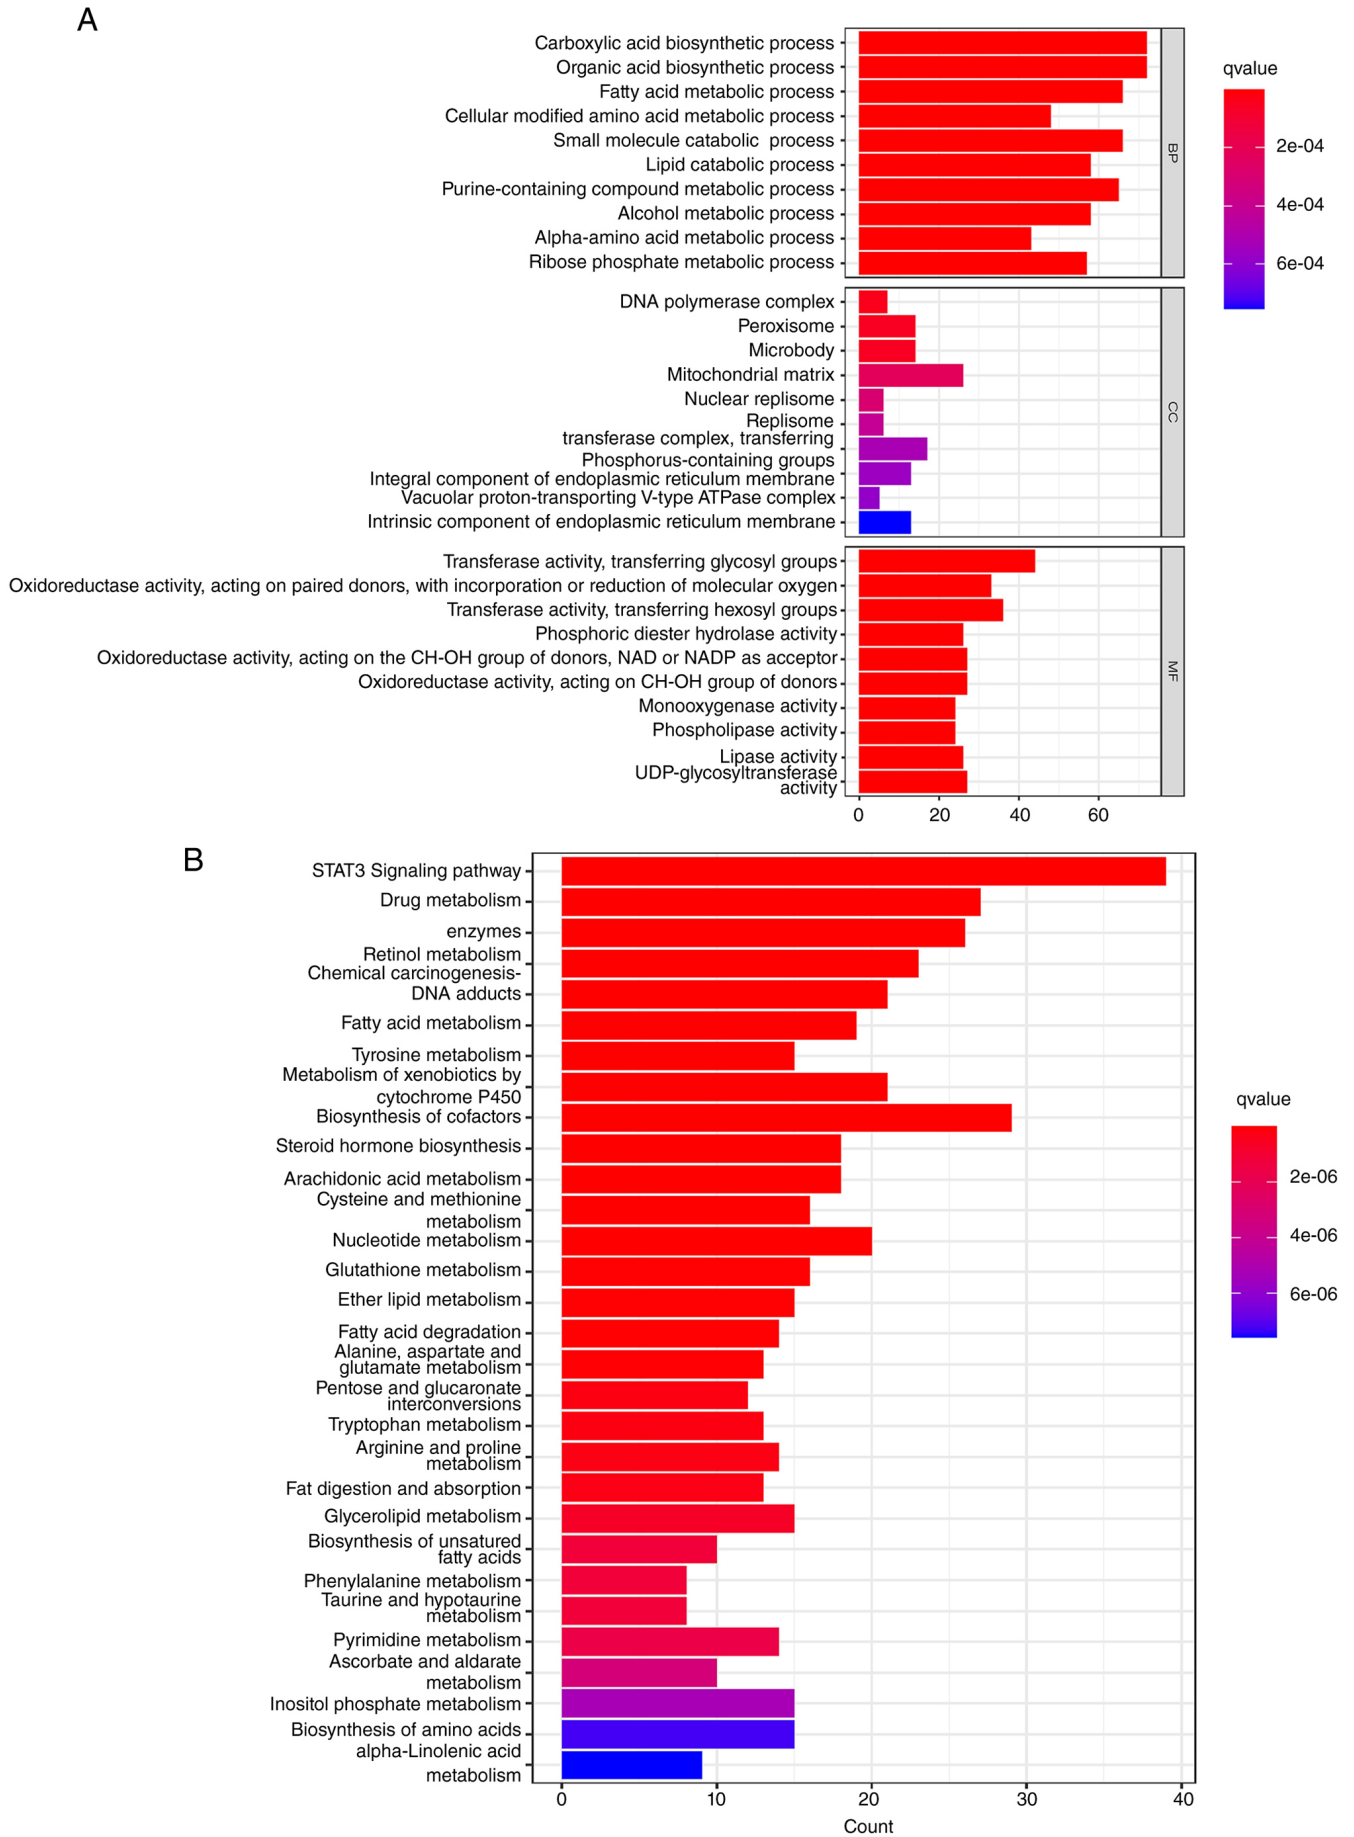 A
Carboxylic acid biosynthetic process
Organic acid biosynthetic process
Fatty acid metabolic process
Cellular modified amino acid metabolic process
Small molecule catabolic process
Lipid catabolic process
Purine-containing compound metabolic process
Alcohol metabolic process
Alpha-amino acid metabolic process
Ribose phosphate metabolic process
BP
DNA polymerase complex
Peroxisome
Microbody
Mitochondrial matrix
Nuclear replisome
Replisome
transferase complex, transferring
Phosphorus-containing groups
Integral component of endoplasmic reticulum membrane
Vacuolar proton-transporting V-type ATPase complex
Intrinsic component of endoplasmic reticulum membrane
CC
Transferase activity, transferring glycosyl groups
Oxidoreductase activity, acting on paired donors, with incorporation or reduction of molecular oxygen
Transferase activity, transferring hexosyl groups
Phosphoric diester hydrolase activity
Oxidoreductase activity, acting on the CH-OH group of donors, NAD or NADP as acceptor
Oxidoreductase activity, acting on CH-OH group of donors
Monooxygenase activity
Phospholipase activity
Lipase activity
UDP-glycosyltransferase
activity
MF
0 20 40 60
qvalue
2e-04
4e-04
6e-04
B
STAT3 Signaling pathway
Drug metabolism
enzymes
Retinol metabolism
Chemical carcinogenesis-
DNA adducts
Fatty acid metabolism
Tyrosine metabolism
Metabolism of xenobiotics by
cytochrome P450
Biosynthesis of cofactors
Steroid hormone biosynthesis
Arachidonic acid metabolism
Cysteine and methionine
metabolism
Nucleotide metabolism
Glutathione metabolism
Ether lipid metabolism
Fatty acid degradation
Alanine, aspartate and
glutamate metabolism
Pentose and glucaronate
interconversions
Tryptophan metabolism
Arginine and proline
metabolism
Fat digestion and absorption
Glycerolipid metabolism
Biosynthesis of unsatured
fatty acids
Phenylalanine metabolism
Taurine and hypotaurine
metabolism
Pyrimidine metabolism
Ascorbate and aldarate
metabolism
Inositol phosphate metabolism
Biosynthesis of amino acids
alpha-Linolenic acid
metabolism
0 10 20 30 40
Count
qvalue
2e-06
4e-06
6e-06